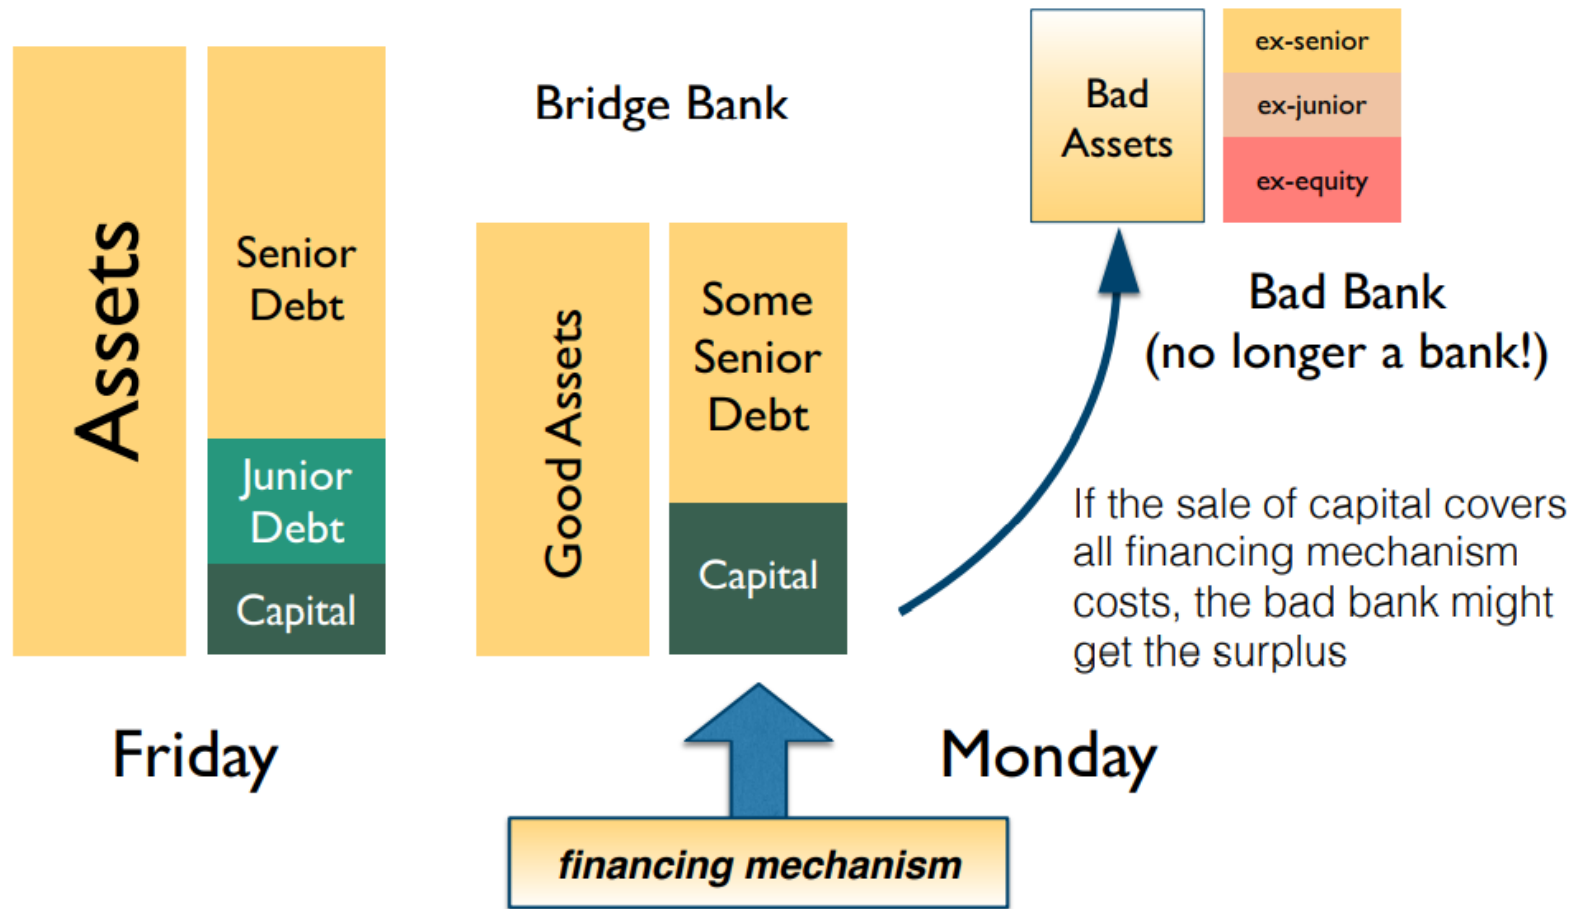 Assets
Senior
Debt
Junior
Debt
Capital
Friday
Bridge Bank
Good Assets
Some
Senior
Debt
Capital
financing mechanism
Monday
Bad
Assets
ex-senior
ex-junior
ex-equity
Bad Bank
(no longer a bank!)
If the sale of capital covers
all financing mechanism
costs, the bad bank might
get the surplus